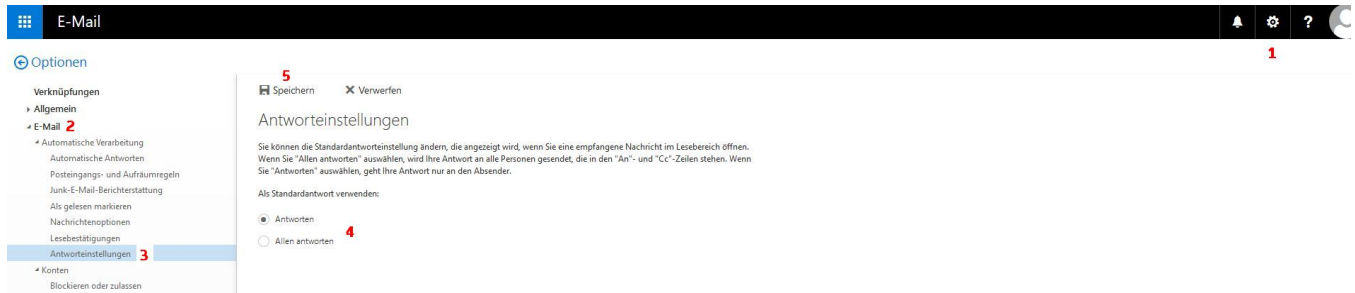 E-Mail
?
1
Optionen
Verknüpfungen
Allgemein
E-Mail 2
Automatische Verarbeitung
Automatische Antworten
Posteingangs- und Aufräumregeln
Junk-E-Mail-Berichterstattung
Als gelesen markieren
Nachrichtenoptionen
Lesebestätigungen
Antworteinstellungen 3
Konten
Blockieren oder zulassen
5
Speichern
Verwerfen
Antworteinstellungen
Sie können die Standardantworteinstellung ändern, die angezeigt wird, wenn Sie eine empfangene Nachricht im Lesebereich öffnen.
Wenn Sie "Allen antworten" auswählen, wird Ihre Antwort an alle Personen gesendet, die in den "An"- und "Cc"-Zeilen stehen. Wenn
Sie "Antworten" auswählen, geht Ihre Antwort nur an den Absender.
Als Standardantwort verwenden:
Antworten
4
Allen antworten